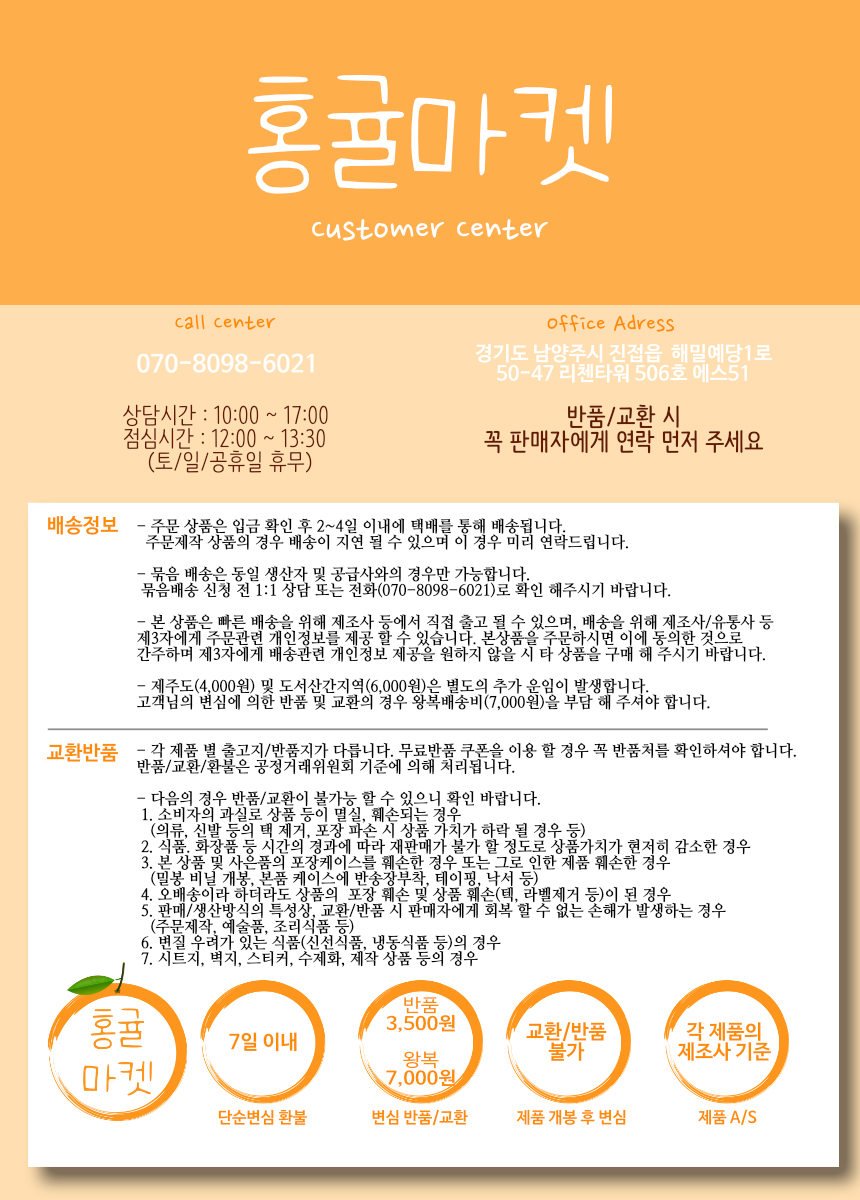 홍귤마켓
customer center
call center
070-8098-6021
상담시간 : 10:00 ~ 17:00
점심시간 : 12:00 ~ 13:30
(토/일/공휴일 휴무)
Office Adress
경기도 남양주시 진접읍 해밀예당1로
50-47 리첸타워 506호 에스51
반품/교환 시
꼭 판매자에게 연락 먼저 주세요
배송정보
- 주문 상품은 입금 확인 후 2~4일 이내에 택배를 통해 배송됩니다.
주문제작 상품의 경우 배송이 지연 될 수 있으며 이 경우 미리 연락드립니다.
- 묶음 배송은 동일 생산자 및 공급사와의 경우만 가능합니다.
묶음배송 신청 전 1:1 상담 또는 전화(070-8098-6021)로 확인 해주시기 바랍니다.
- 본 상품은 빠른 배송을 위해 제조사 등에서 직접 출고 될 수 있으며, 배송을 위해 제조사/유통사 등
제3자에게 주문관련 개인정보를 제공 할 수 있습니다. 본상품을 주문하시면 이에 동의한 것으로
간주하며 제3자에게 배송관련 개인정보 제공을 원하지 않을 시 타 상품을 구매 해 주시기 바랍니다.
- 제주도(4,000원) 및 도서산간지역(6,000원)은 별도의 추가 운임이 발생합니다.
고객님의 변심에 의한 반품 및 교환의 경우 왕복배송비(7,000원)을 부담 해 주셔야 합니다.
교환반품
- 각 제품 별 출고지/반품지가 다릅니다. 무료반품 쿠폰을 이용 할 경우 꼭 반품처를 확인하셔야 합니다.
반품/교환/환불은 공정거래위원회 기준에 의해 처리됩니다.
- 다음의 경우 반품/교환이 불가능 할 수 있으니 확인 바랍니다.
1. 소비자의 과실로 상품 등이 멸실, 훼손되는 경우
(의류, 신발 등의 택 제거, 포장 파손 시 상품 가치가 하락 될 경우 등)
2. 식품. 화장품 등 시간의 경과에 따라 재판매가 불가 할 정도로 상품가치가 현저히 감소한 경우
3. 본 상품 및 사은품의 포장케이스를 훼손한 경우 또는 그로 인한 제품 훼손한 경우
(밀봉 비닐 개봉, 본품 케이스에 반송장부착, 테이핑, 낙서 등)
4. 오배송이라 하더라도 상품의 포장 훼손 및 상품 훼손(텍, 라벨제거 등)이 된 경우
5. 판매/생산방식의 특성상, 교환/반품 시 판매자에게 회복 할 수 없는 손해가 발생하는 경우
(주문제작, 예술품, 조리식품 등)
6. 변질 우려가 있는 식품(신선식품, 냉동식품 등)의 경우
7. 시트지, 벽지, 스티커, 수제화, 제작 상품 등의 경우
홍귤
마켓
7일 이내
단순변심 환불
반품
3,500원
왕복
7,000원
변심 반품/교환
교환/반품
불가
제품 개봉 후 변심
각 제품의
제조사 기준
제품 A/S